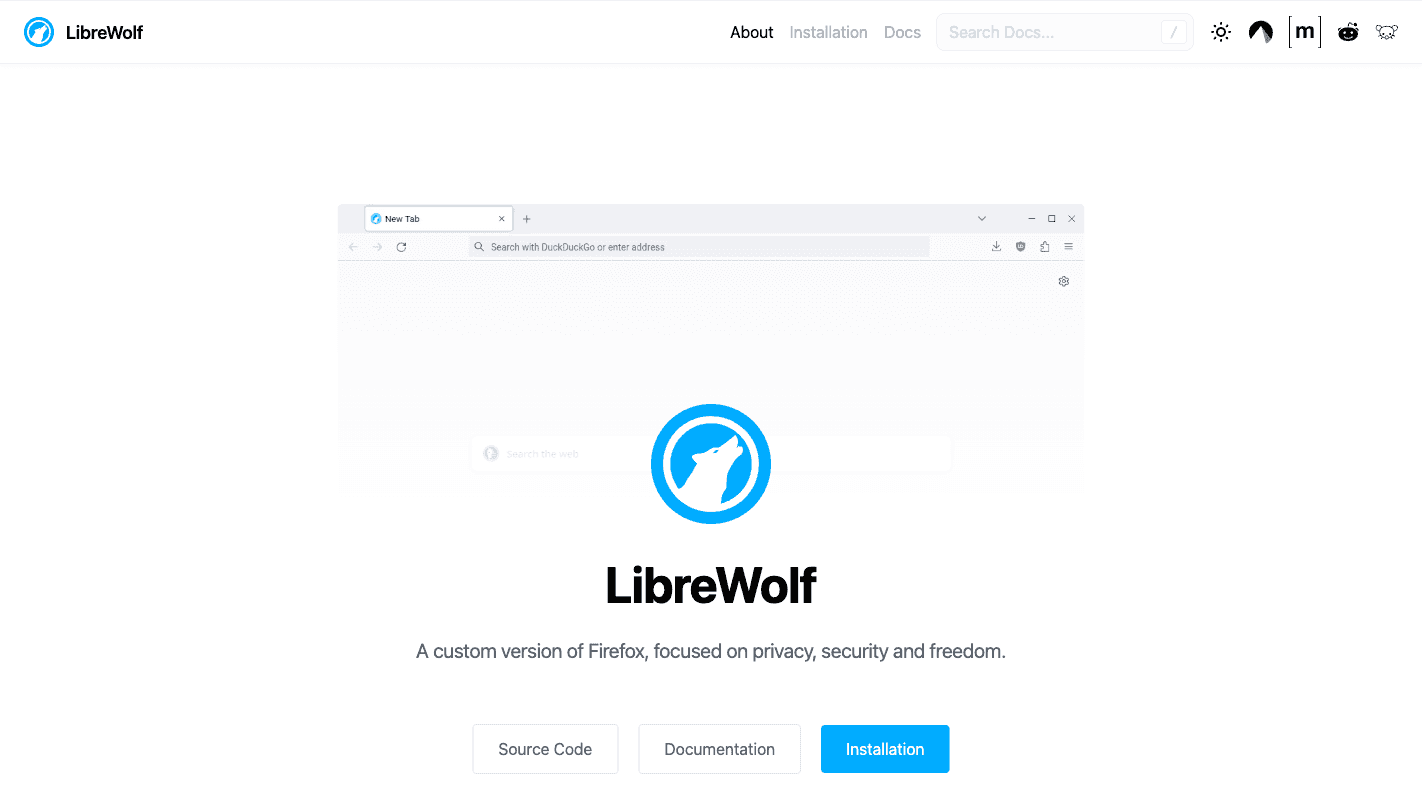 LibreWolf
About Installation Docs Search Docs... /
m
New Tab
Search with DuckDuckGo or enter address
Search the web
LibreWolf
A custom version of Firefox, focused on privacy, security and freedom.
Source Code Documentation Installation